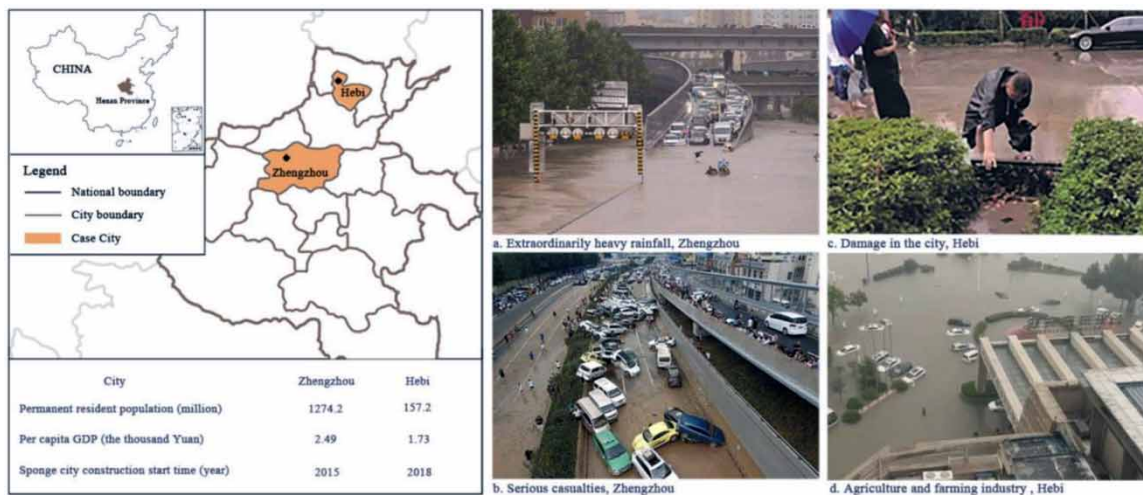 CHINA
Henan Province
Legend
National boundary
City boundary
Case City
Hebi
Zhengzhou
City Zhengzhou Hebi
Permanent resident population (million) 1274.2 157.2
Per capita GDP (the thousand Yuan) 2.49 1.73
Sponge city construction start time (year) 2015 2018
a. Extraordinarily heavy rainfall, Zhengzhou
b. Serious casualties, Zhengzhou
c. Damage in the city, Hebi
d. Agriculture and farming industry , Hebi